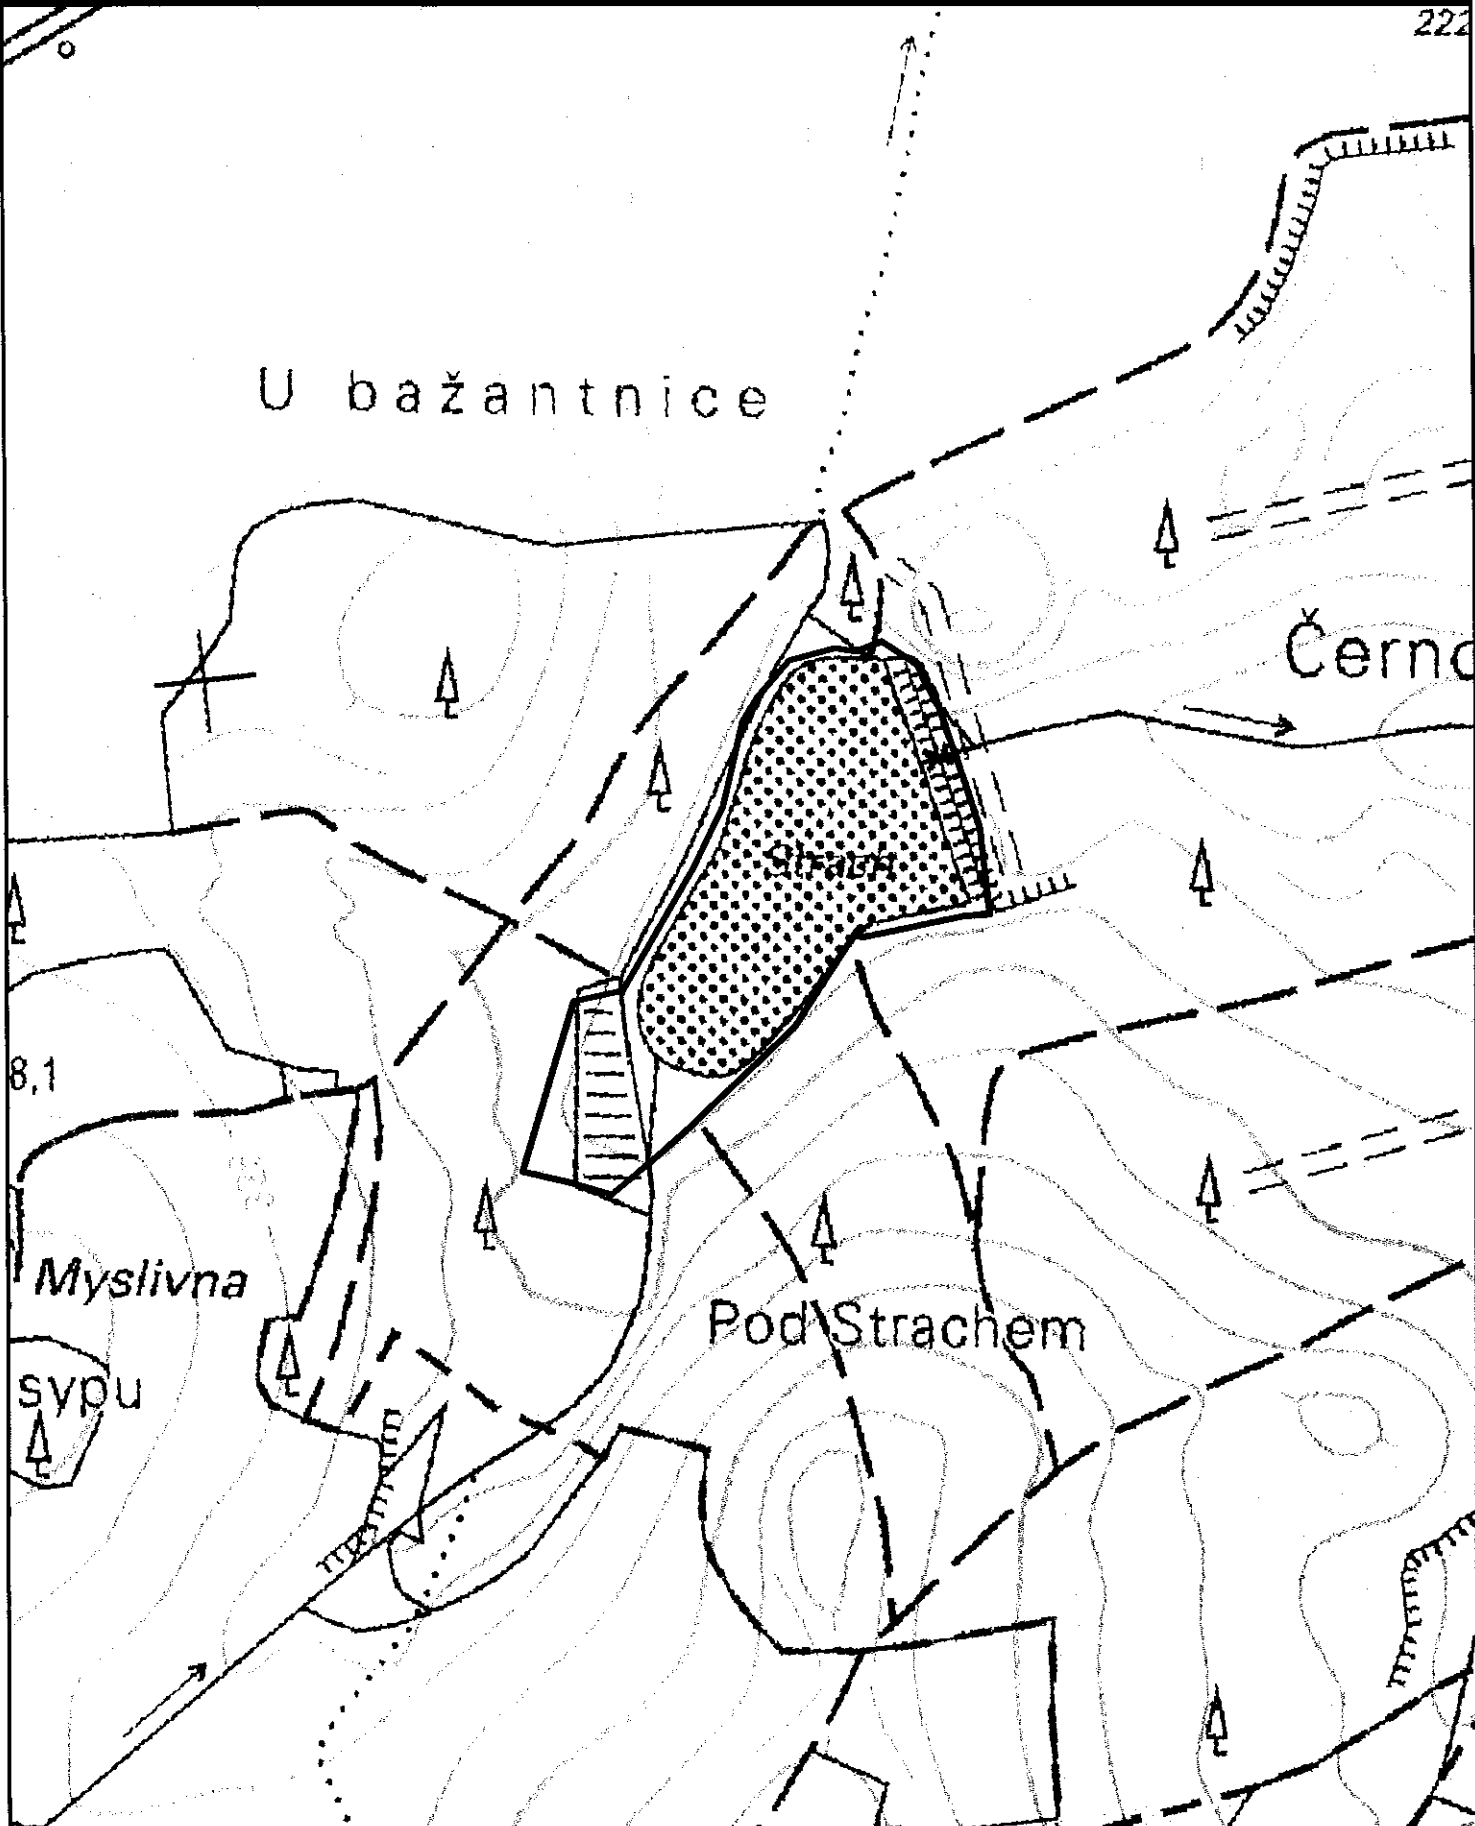 222
U bažantnice
Černo
Strach
8,1
Myslivna
Pod Strachem
sypu